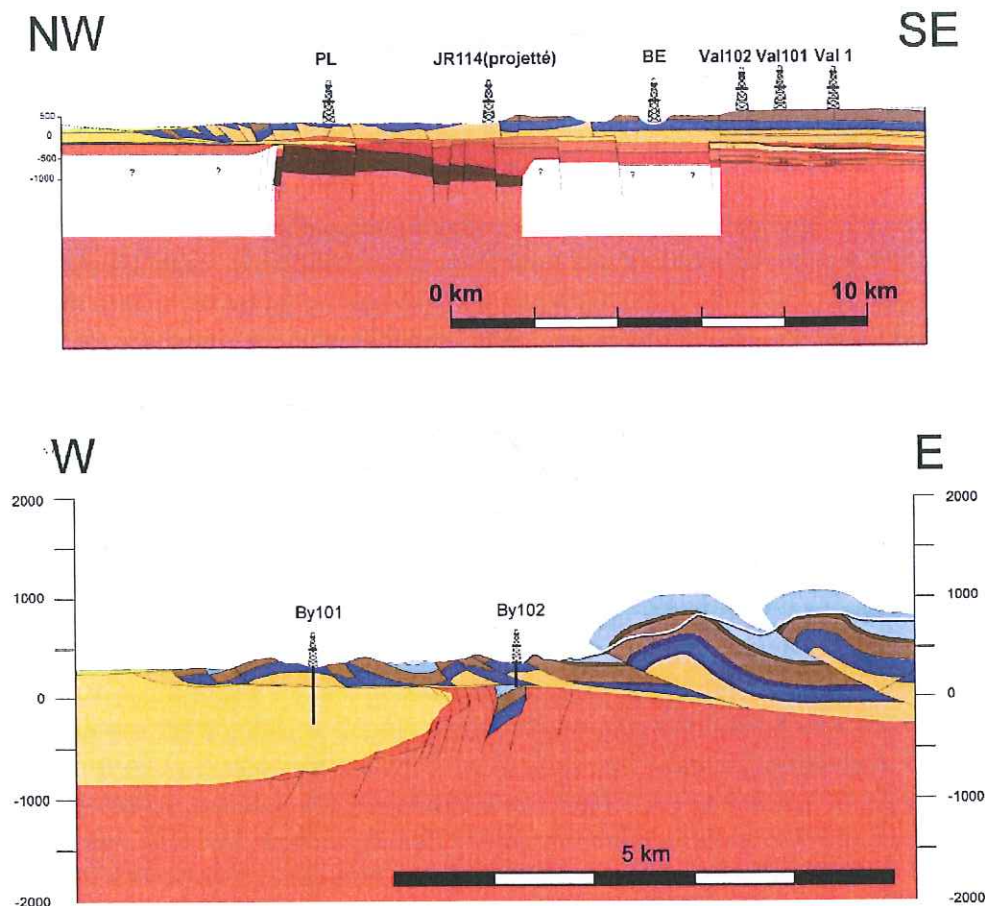 NW SE
PL JR114(projetté) BE Val102 Val101 Val 1
500
0
-500
-1000
? ? ? ? ?
0 km 10 km
W E
2000 2000
1000 1000
By101 By102
0 0
-1000 -1000
5 km
-2000 -2000